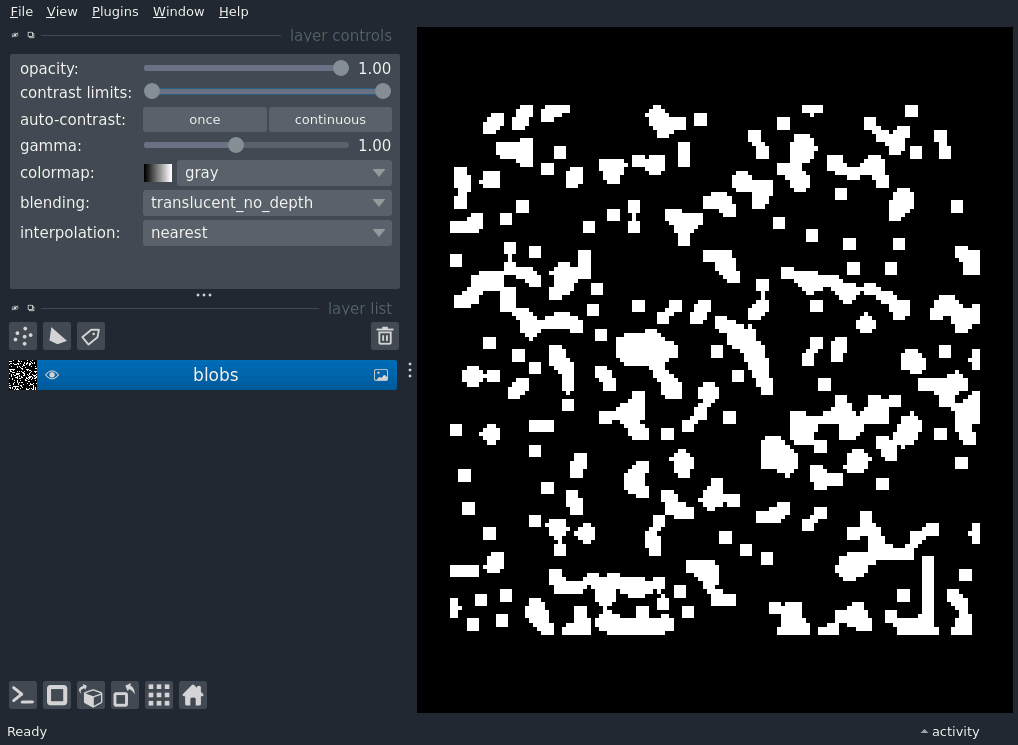 File View Plugins Window Help
layer controls
opacity: 1.00
contrast limits:
auto-contrast: once continuous
gamma: 1.00
colormap: gray
blending: translucent_no_depth
interpolation: nearest
layer list
blobs
Ready activity